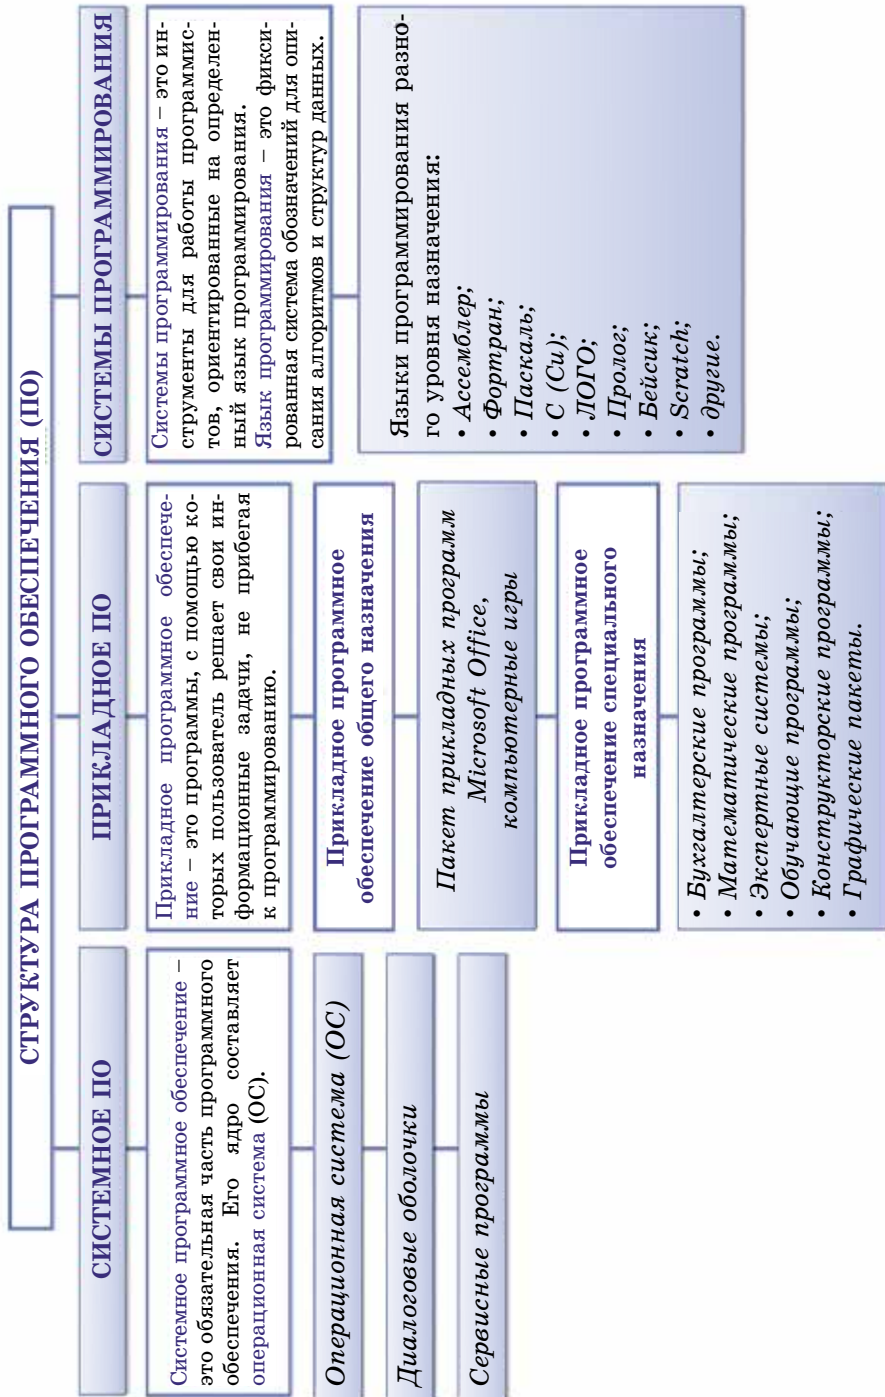 СТРУКТУРА ПРОГРАММНОГО ОБЕСПЕЧЕНИЯ (ПО)
СИСТЕМНОЕ ПО
Системное программное обеспечение –
это обязательная часть программного
обеспечения. Его ядро составляет
операционная система (ОС).
Операционная система (ОС)
Диалоговые оболочки
Сервисные программы
ПРИКЛАДНОЕ ПО
Прикладное программное обеспече-
ние – это программы, с помощью ко-
торых пользователь решает свои ин-
формационные задачи, не прибегая
к программированию.
Прикладное программное
обеспечение общего назначения
Пакет прикладных программ
Microsoft Office,
компьютерные игры
Прикладное программное
обеспечение специального
назначения
• Бухгалтерские программы;
• Математические программы;
• Экспертные системы;
• Обучающие программы;
• Конструкторские программы;
• Графические пакеты.
СИСТЕМЫ ПРОГРАММИРОВАНИЯ
Системы программирования – это ин-
струменты для работы программис-
тов, ориентированные на определен-
ный язык программирования.
Язык программирования – это фикси-
рованная система обозначений для опи-
сания алгоритмов и структур данных.
Языки программирования разно-
го уровня назначения:
• Ассемблер;
• Фортран;
• Паскаль;
• С (Си);
• ЛОГО;
• Пролог;
• Бейсик;
• Scratch;
• другие.